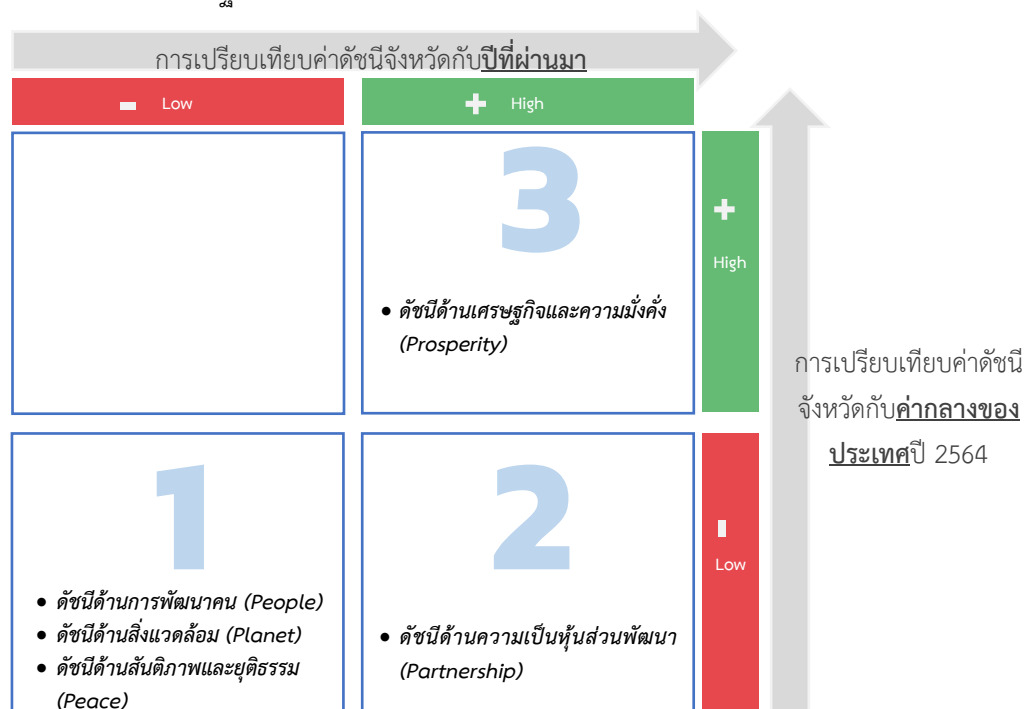 การเปรียบเทียบค่าดัชนีจังหวัดกับปีที่ผ่านมา
- Low
+ High
3
• ดัชนีด้านเศรษฐกิจและความมั่งคั่ง
(Prosperity)
+
High
การเปรียบเทียบค่าดัชนี
จังหวัดกับค่ากลางของ
ประเทศปี 2564
1
• ดัชนีด้านการพัฒนาคน (People)
• ดัชนีด้านสิ่งแวดล้อม (Planet)
• ดัชนีด้านสันติภาพและยุติธรรม
(Peace)
2
• ดัชนีด้านความเป็นหุ้นส่วนพัฒนา
(Partnership)
-
Low